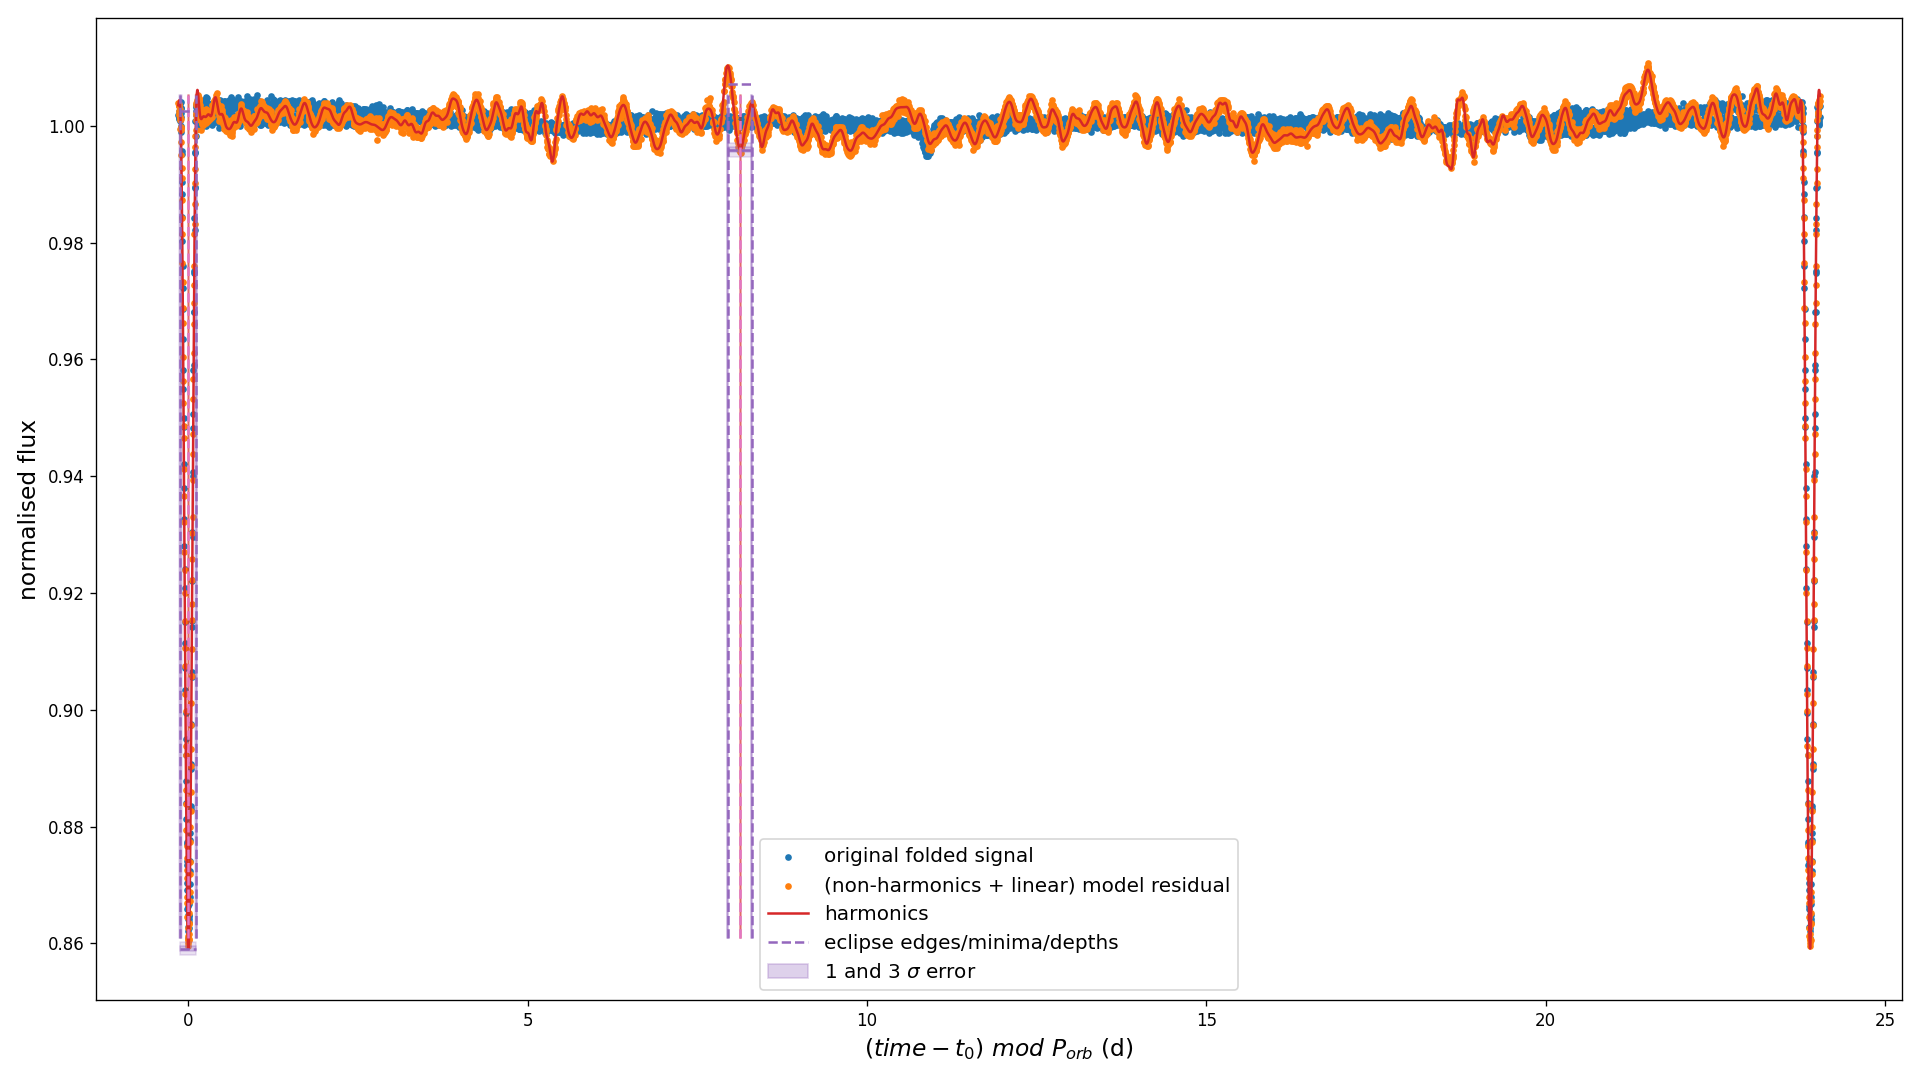 normalised flux
1.00
0.98
0.96
0.94
0.92
0.90
0.88
0.86
original folded signal
(non-harmonics + linear) model residual
harmonics
eclipse edges/minima/depths
1 and 3 σ error
0 5 10 15 20 25
(time − t₀) mod P_orb (d)